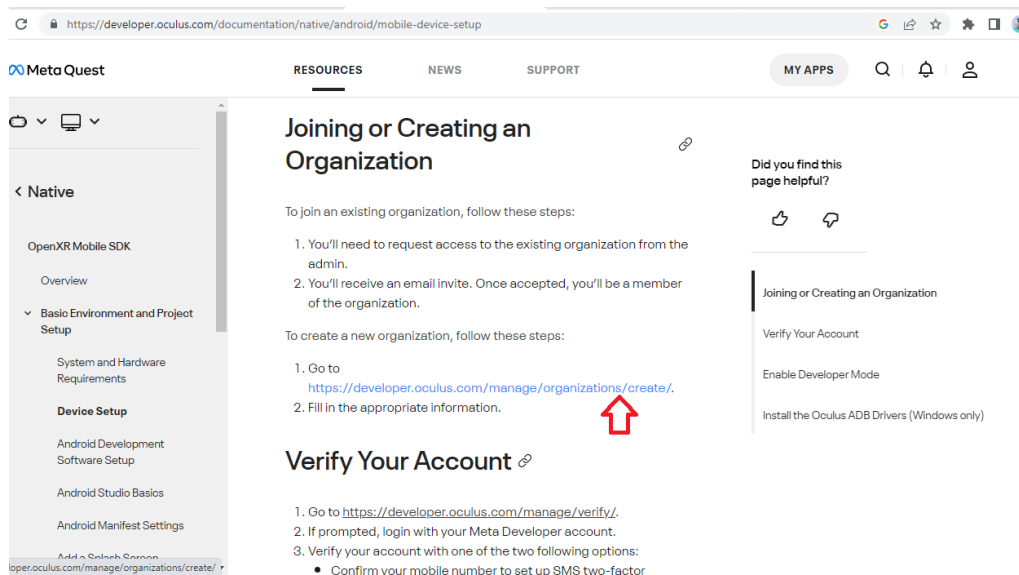 https://developer.oculus.com/documentation/native/android/mobile-device-setup
Meta Quest
RESOURCES
NEWS
SUPPORT
MY APPS
Native
OpenXR Mobile SDK
Overview
Basic Environment and Project
Setup
System and Hardware
Requirements
Device Setup
Android Development
Software Setup
Android Studio Basics
Android Manifest Settings
Add a Splash Screen
loper.oculus.com/manage/organizations/create/
Joining or Creating an
Organization
To join an existing organization, follow these steps:
1. You'll need to request access to the existing organization from the
admin.
2. You'll receive an email invite. Once accepted, you'll be a member
of the organization.
To create a new organization, follow these steps:
1. Go to
https://developer.oculus.com/manage/organizations/create/.
2. Fill in the appropriate information.
Verify Your Account
1. Go to https://developer.oculus.com/manage/verify/.
2. If prompted, login with your Meta Developer account.
3. Verify your account with one of the two following options:
• Confirm your mobile number to set up SMS two-factor
Did you find this
page helpful?
Joining or Creating an Organization
Verify Your Account
Enable Developer Mode
Install the Oculus ADB Drivers (Windows only)